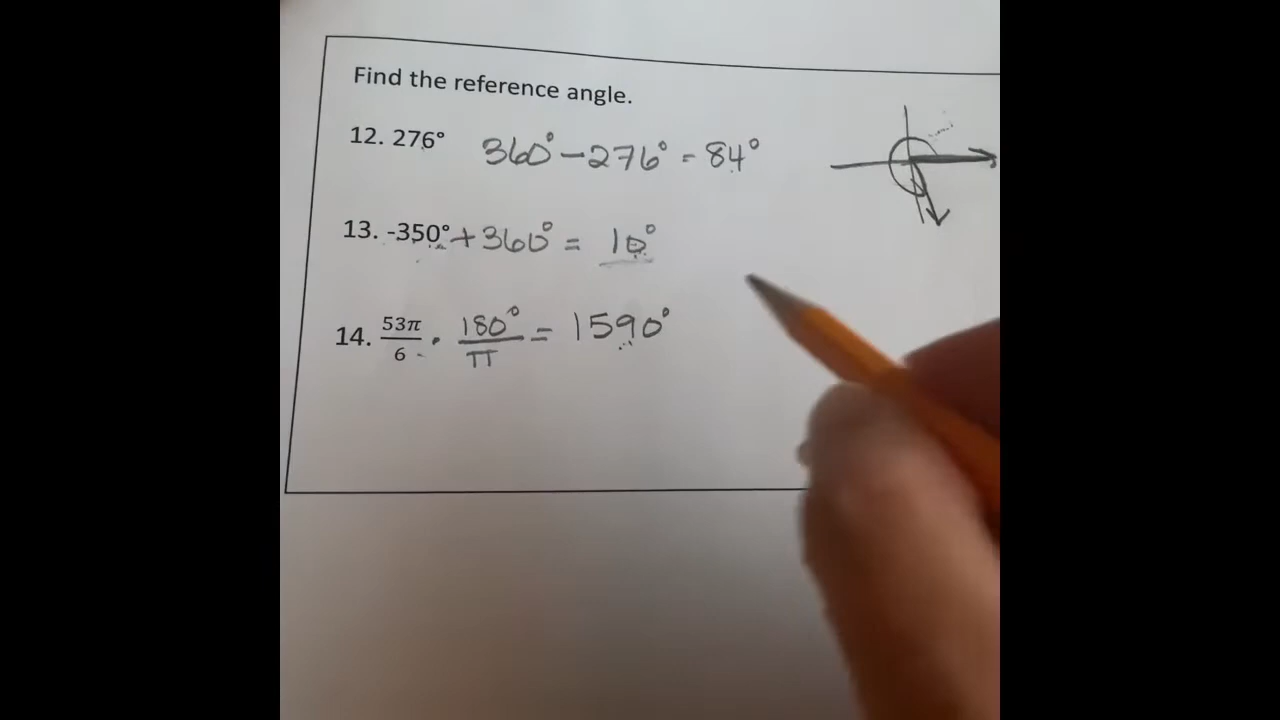 Find the reference angle.
12. 276° 360° - 276° = 84°
13. -350° + 360° = 10°
14. 53π/6 · 180°/π = 1590°